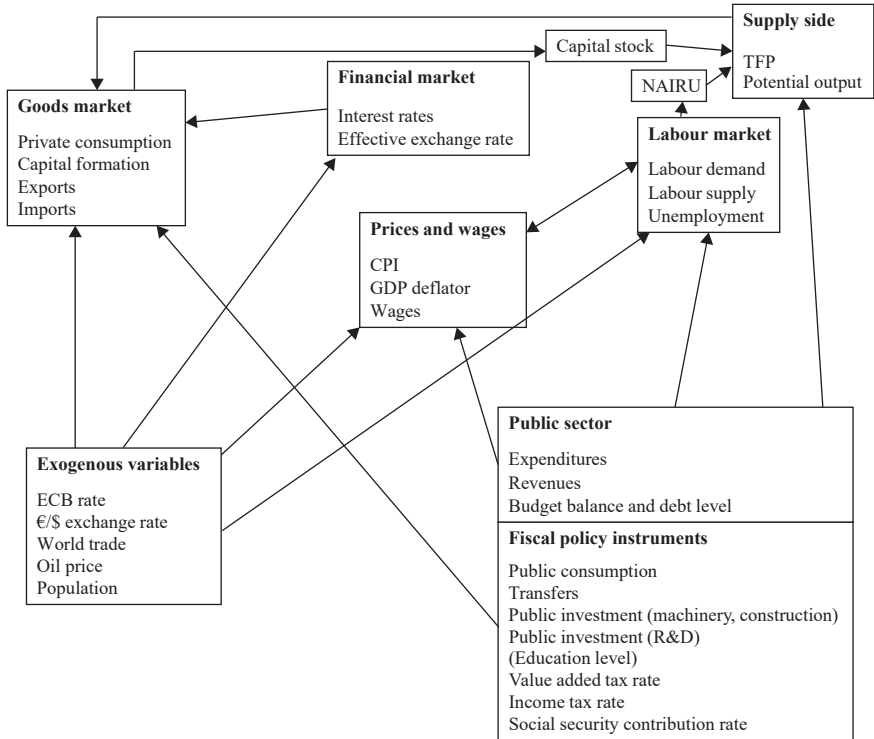 Supply side
TFP
Potential output
Capital stock
NAIRU
Financial market
Interest rates
Effective exchange rate
Goods market
Private consumption
Capital formation
Exports
Imports
Labour market
Labour demand
Labour supply
Unemployment
Prices and wages
CPI
GDP deflator
Wages
Public sector
Expenditures
Revenues
Budget balance and debt level
Exogenous variables
ECB rate
€/$ exchange rate
World trade
Oil price
Population
Fiscal policy instruments
Public consumption
Transfers
Public investment (machinery, construction)
Public investment (R&D)
(Education level)
Value added tax rate
Income tax rate
Social security contribution rate